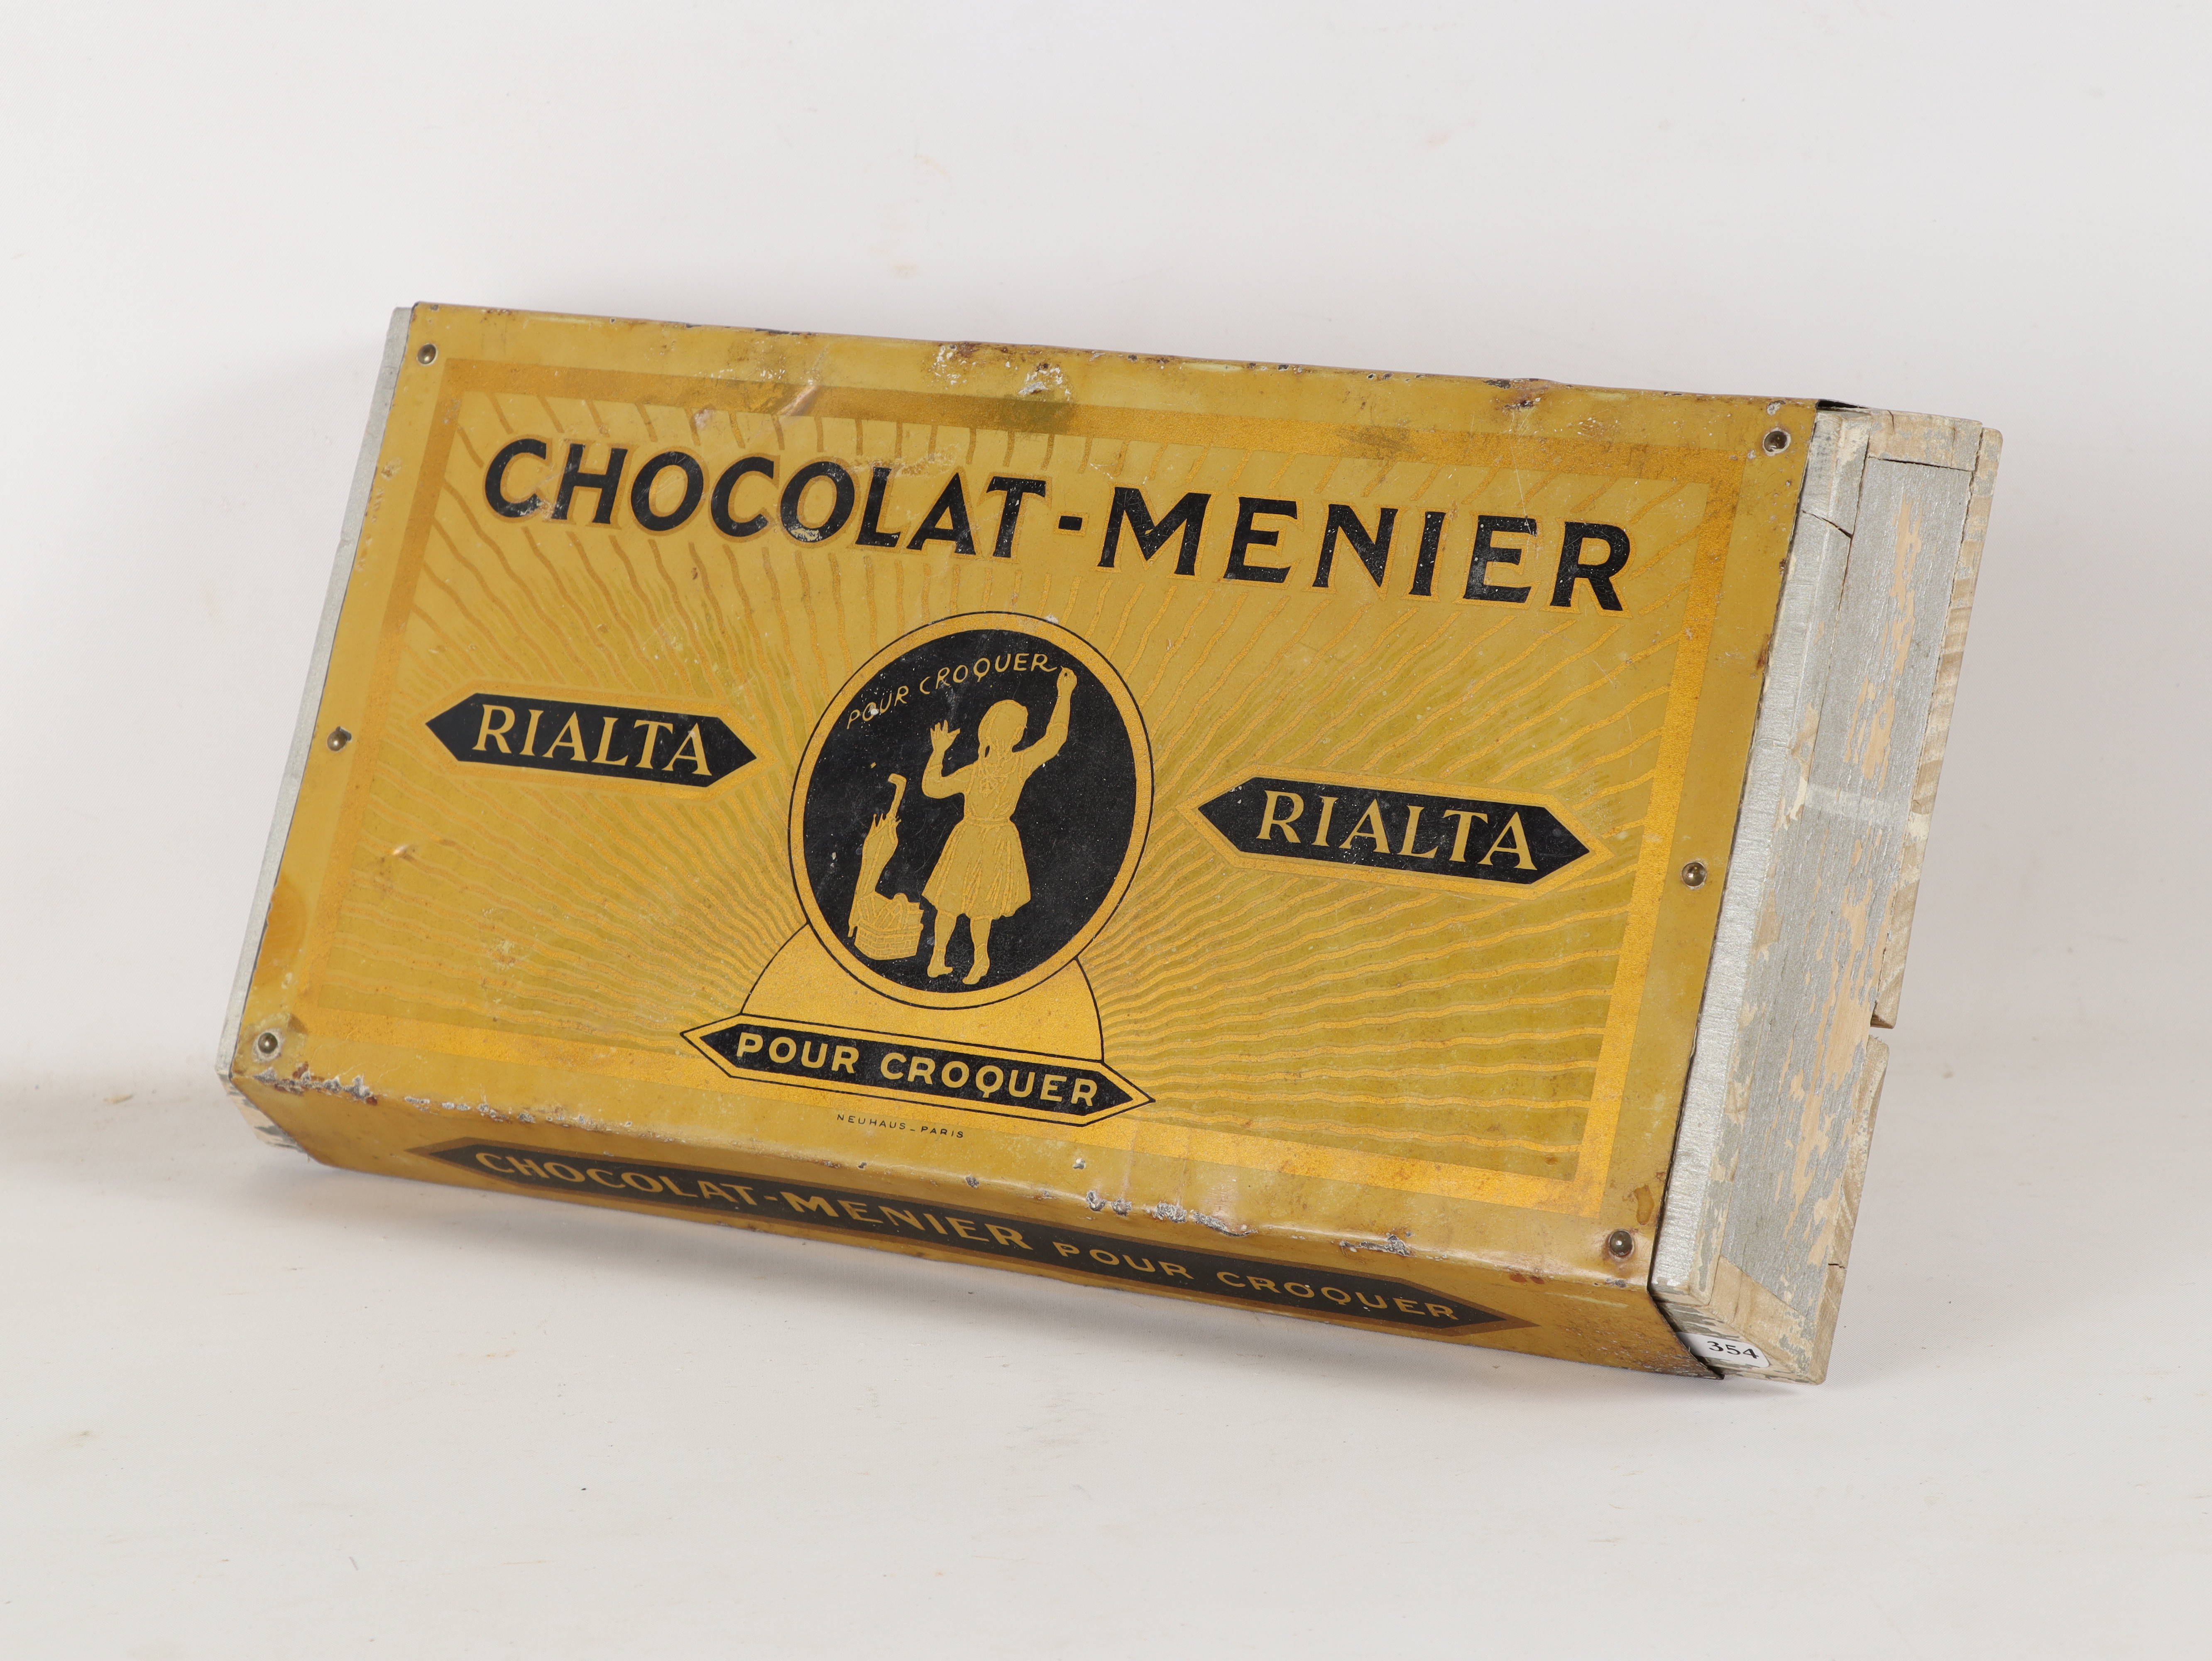 CHOCOLAT-MENIER
POUR CROQUER
RIALTA
RIALTA
POUR CROQUER
NEUHAUS-PARIS
CHOCOLAT-MENIER POUR CROQUER
354